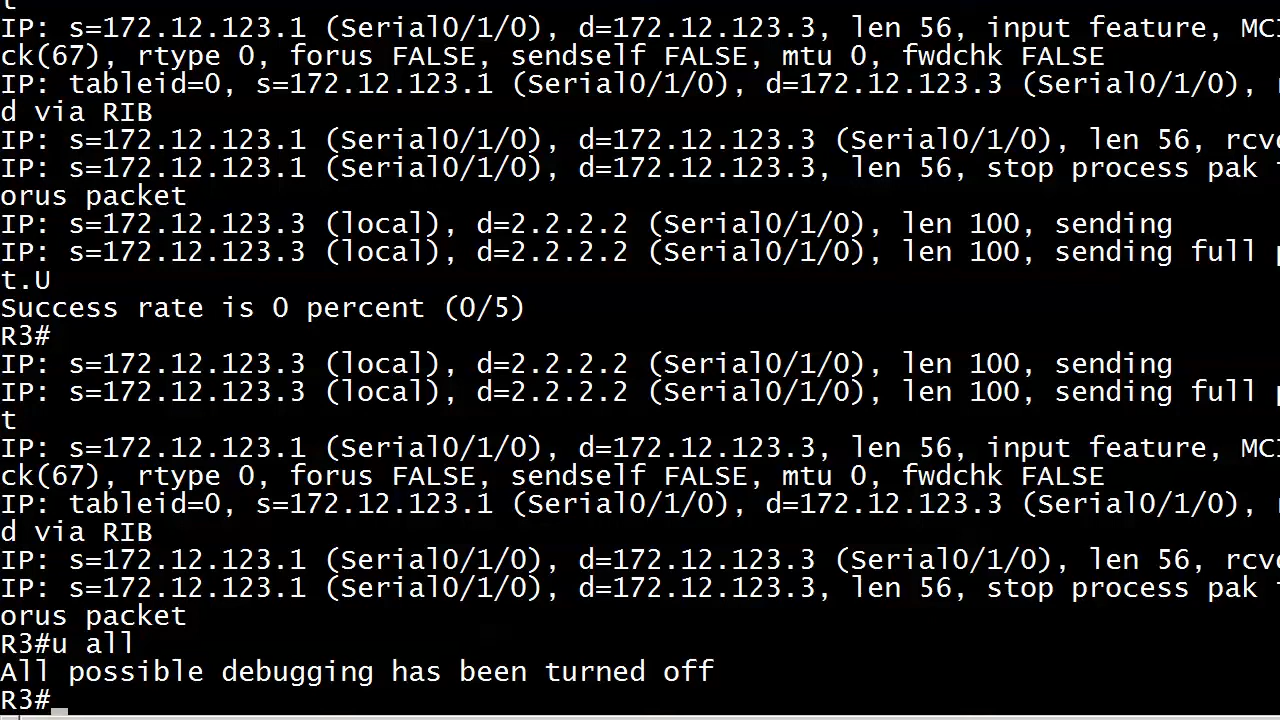 t
IP: s=172.12.123.1 (Serial0/1/0), d=172.12.123.3, len 56, input feature, MCI
ck(67), rtype 0, forus FALSE, sendself FALSE, mtu 0, fwdchk FALSE
IP: tableid=0, s=172.12.123.1 (Serial0/1/0), d=172.12.123.3 (Serial0/1/0),
d via RIB
IP: s=172.12.123.1 (Serial0/1/0), d=172.12.123.3 (Serial0/1/0), len 56, rcvd
IP: s=172.12.123.1 (Serial0/1/0), d=172.12.123.3, len 56, stop process pak
orus packet
IP: s=172.12.123.3 (local), d=2.2.2.2 (Serial0/1/0), len 100, sending
IP: s=172.12.123.3 (local), d=2.2.2.2 (Serial0/1/0), len 100, sending full
t.U
Success rate is 0 percent (0/5)
R3#
IP: s=172.12.123.3 (local), d=2.2.2.2 (Serial0/1/0), len 100, sending
IP: s=172.12.123.3 (local), d=2.2.2.2 (Serial0/1/0), len 100, sending full
t
IP: s=172.12.123.1 (Serial0/1/0), d=172.12.123.3, len 56, input feature, MCI
ck(67), rtype 0, forus FALSE, sendself FALSE, mtu 0, fwdchk FALSE
IP: tableid=0, s=172.12.123.1 (Serial0/1/0), d=172.12.123.3 (Serial0/1/0),
d via RIB
IP: s=172.12.123.1 (Serial0/1/0), d=172.12.123.3 (Serial0/1/0), len 56, rcvd
IP: s=172.12.123.1 (Serial0/1/0), d=172.12.123.3, len 56, stop process pak
orus packet
R3#u all
All possible debugging has been turned off
R3#